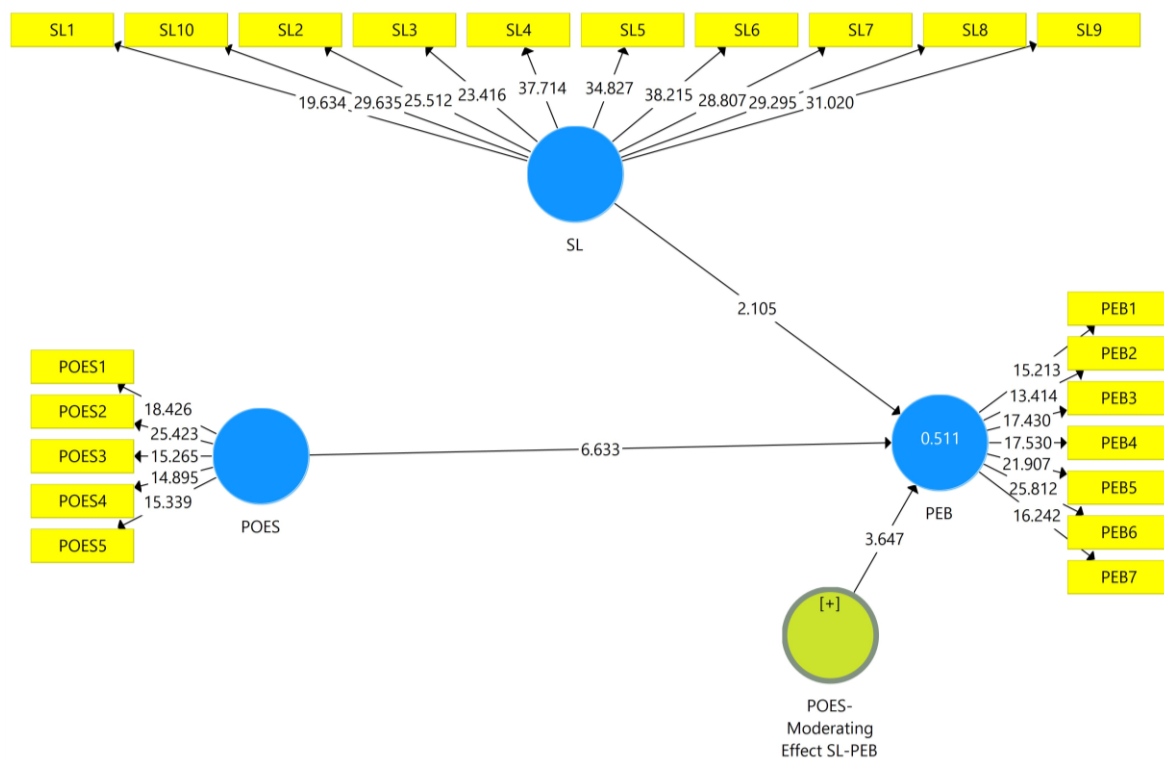 SL1
SL10
SL2
SL3
SL4
SL5
SL6
SL7
SL8
SL9
19.634
29.635
25.512
23.416
37.714
34.827
38.215
28.807
29.295
31.020
SL
2.105
POES1
POES2
POES3
POES4
POES5
18.426
25.423
15.265
14.895
15.339
POES
6.633
0.511
PEB
PEB1
PEB2
PEB3
PEB4
PEB5
PEB6
PEB7
15.213
13.414
17.430
17.530
21.907
25.812
16.242
3.647
[+]
POES-
Moderating
Effect SL-PEB